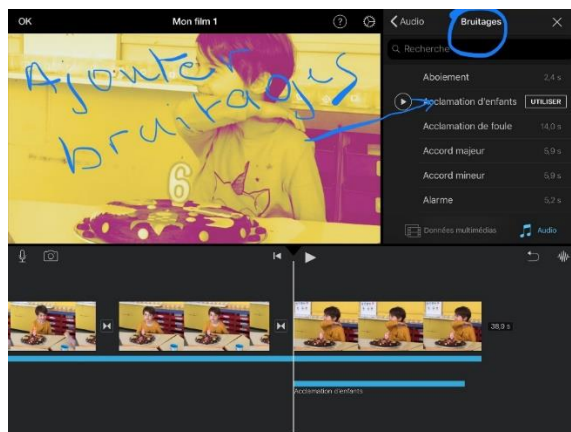 OK
Mon film 1
Audio
Bruitages
Recherche
Ajouter
bruitages
Aboiement 2,4 s
Acclamation d'enfants UTILISER
Acclamation de foule 14,0 s
Accord majeur 5,9 s
Accord mineur 5,9 s
Alarme 5,2 s
Données multimédias
Audio
6
38,0 s
Acclamation d'enfants